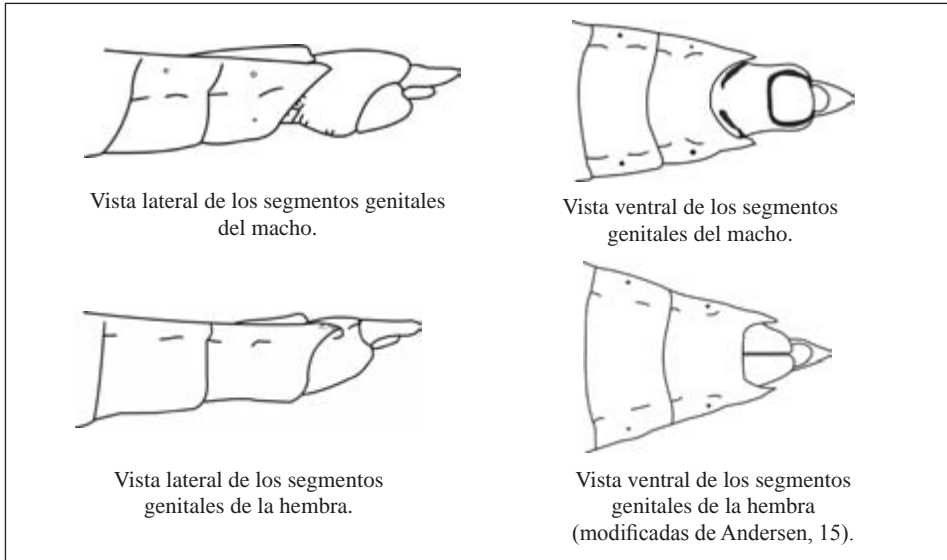 Vista lateral de los segmentos genitales
del macho.
Vista ventral de los segmentos
genitales del macho.
Vista lateral de los segmentos
genitales de la hembra.
Vista ventral de los segmentos
genitales de la hembra
(modificadas de Andersen, 15).